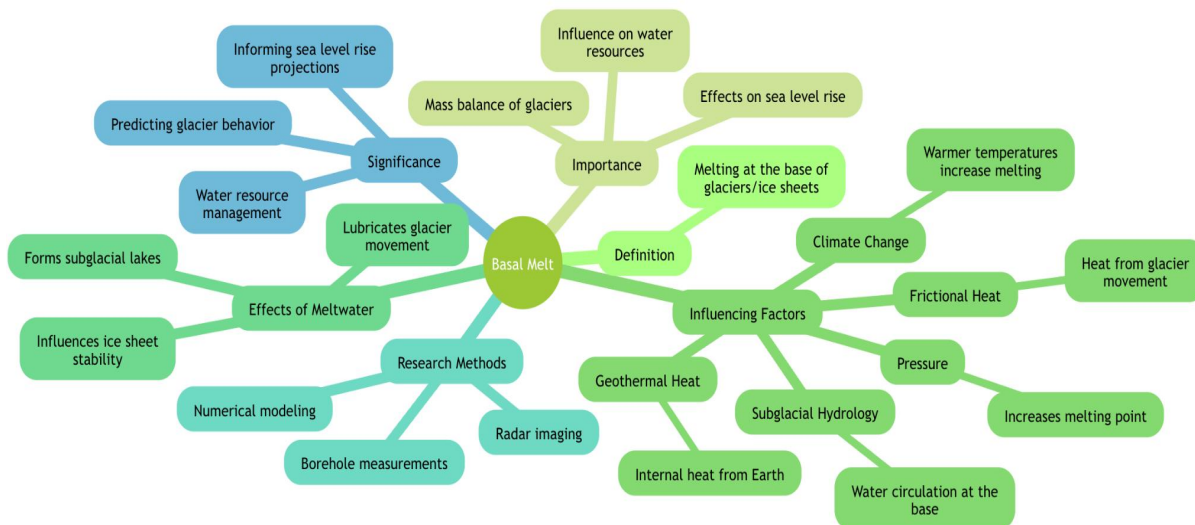 Informing sea level rise
projections
Predicting glacier behavior
Water resource
management
Significance
Influence on water
resources
Mass balance of glaciers
Effects on sea level rise
Importance
Melting at the base of
glaciers/ice sheets
Definition
Basal Melt
Warmer temperatures
increase melting
Climate Change
Heat from glacier
movement
Frictional Heat
Influencing Factors
Pressure
Increases melting point
Geothermal Heat
Internal heat from Earth
Subglacial Hydrology
Water circulation at the
base
Lubricates glacier
movement
Forms subglacial lakes
Effects of Meltwater
Influences ice sheet
stability
Research Methods
Numerical modeling
Radar imaging
Borehole measurements